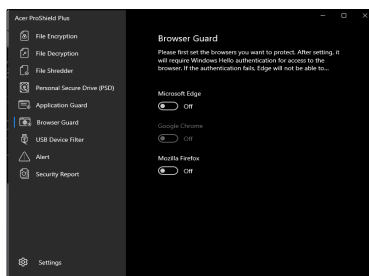 Acer ProShield Plus
File Encryption
File Decryption
File Shredder
Personal Secure Drive (PSD)
Application Guard
Browser Guard
USB Device Filter
Alert
Security Report
Settings
Browser Guard
Please first set the browsers you want to protect. After setting, it
will require Windows Hello authentication for access to the
browser. If the authentication fails, Edge will not be able to...
Microsoft Edge
Off
Google Chrome
Off
Mozilla Firefox
Off